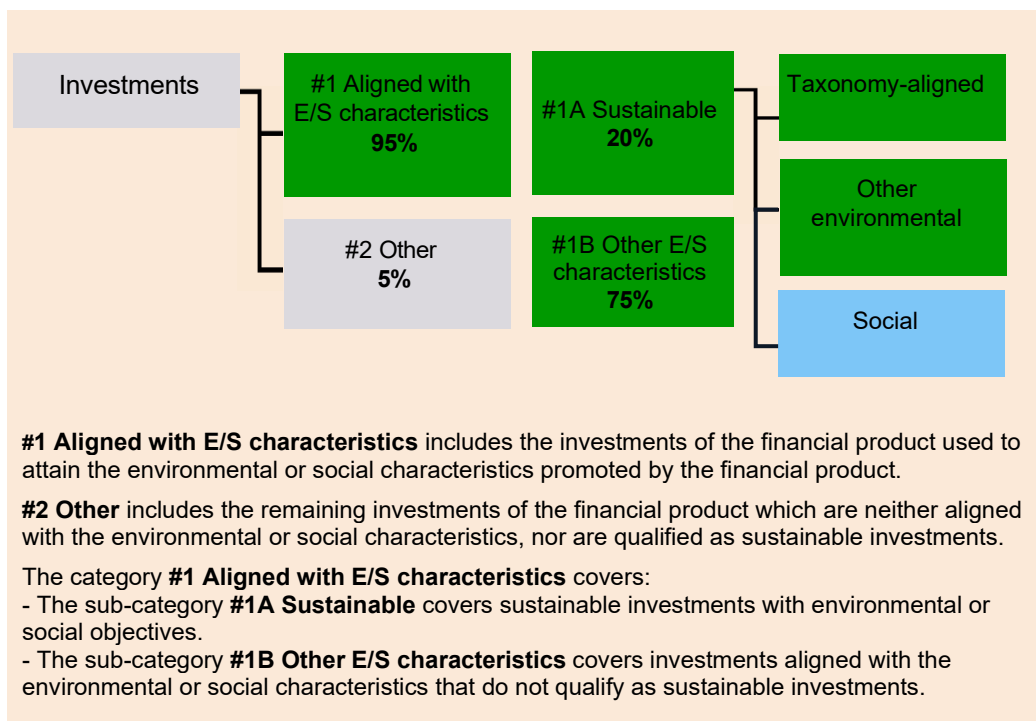 Investments
#1 Aligned with
E/S characteristics
95%
#2 Other
5%
#1A Sustainable
20%
#1B Other E/S
characteristics
75%
Taxonomy-aligned
Other
environmental
Social
#1 Aligned with E/S characteristics includes the investments of the financial product used to
attain the environmental or social characteristics promoted by the financial product.
#2 Other includes the remaining investments of the financial product which are neither aligned
with the environmental or social characteristics, nor are qualified as sustainable investments.
The category #1 Aligned with E/S characteristics covers:
- The sub-category #1A Sustainable covers sustainable investments with environmental or
social objectives.
- The sub-category #1B Other E/S characteristics covers investments aligned with the
environmental or social characteristics that do not qualify as sustainable investments.